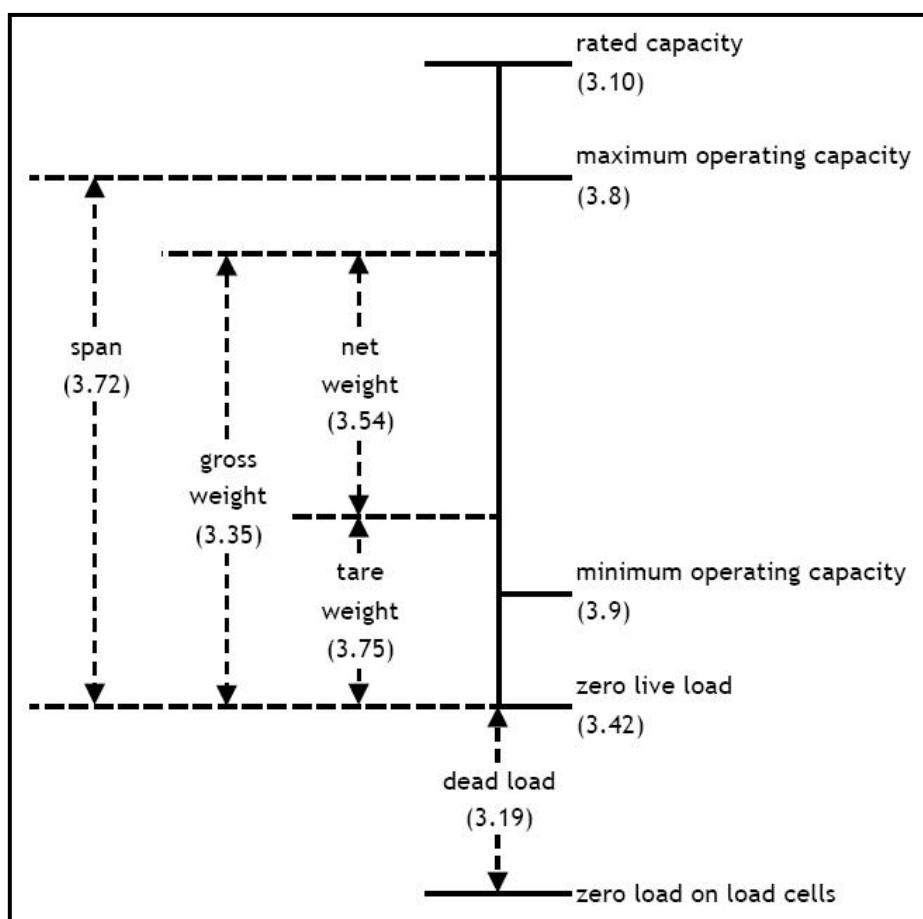 rated capacity
(3.10)
maximum operating capacity
(3.8)
span
(3.72)
net
weight
(3.54)
gross
weight
(3.35)
tare
weight
(3.75)
minimum operating capacity
(3.9)
zero live load
(3.42)
dead load
(3.19)
zero load on load cells